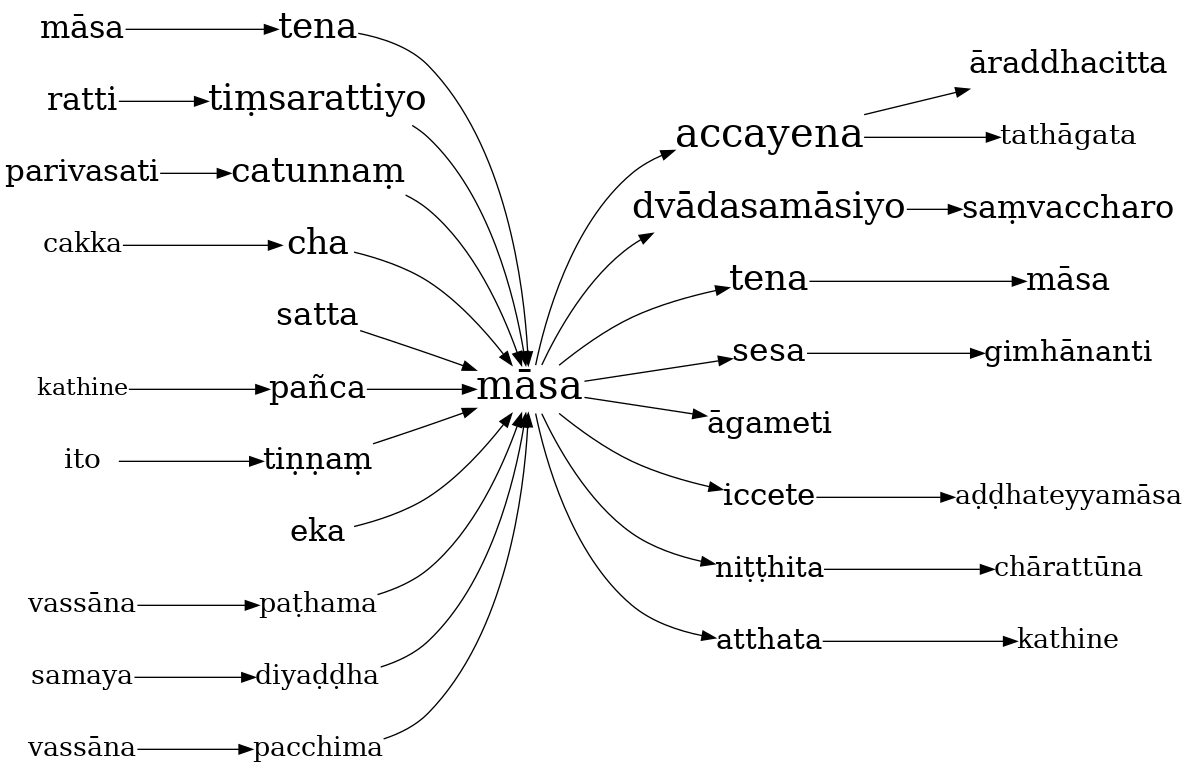 māsa
tena
ratti
tiṃsarattiyo
parivasati
catunnaṃ
cakka
cha
satta
kathine
pañca
ito
tiṇṇaṃ
eka
vassāna
paṭhama
samaya
diyaḍḍha
vassāna
pacchima
māsa
accayena
āraddhacitta
tathāgata
dvādasamāsiyo
saṃvaccharo
tena
māsa
sesa
gimhānanti
āgameti
iccete
aḍḍhateyyamāsa
niṭṭhita
chārattūna
atthata
kathine